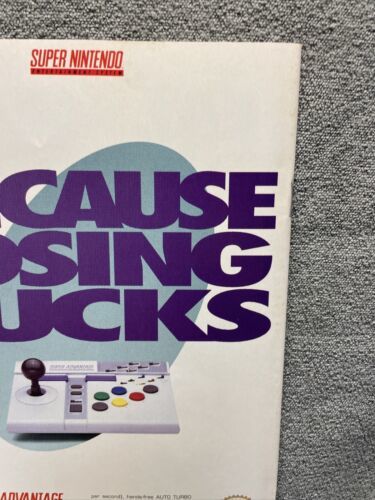 SUPER NINTENDO
ENTERTAINMENT SYSTEM
CAUSE
OSING
UCKS
SUPER ADVANTAGE
ADVANTAGE
per second), hands-free AUTO TURBO